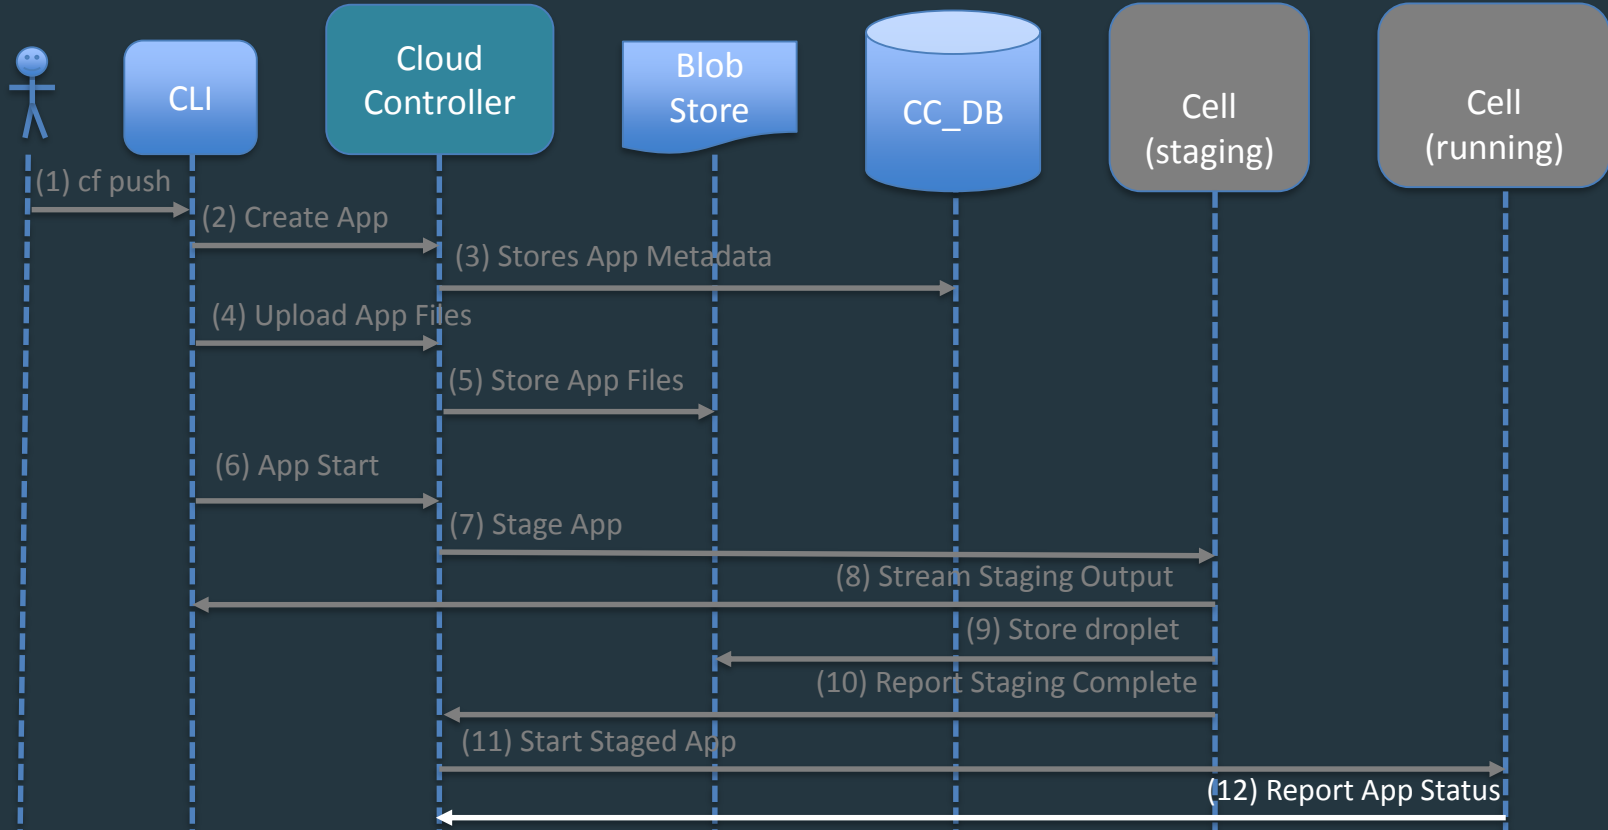 CLI
Cloud
Controller
Blob
Store
CC_DB
Cell
(staging)
Cell
(running)
(1) cf push
(2) Create App
(3) Stores App Metadata
(4) Upload App Files
(5) Store App Files
(6) App Start
(7) Stage App
(8) Stream Staging Output
(9) Store droplet
(10) Report Staging Complete
(11) Start Staged App
(12) Report App Status